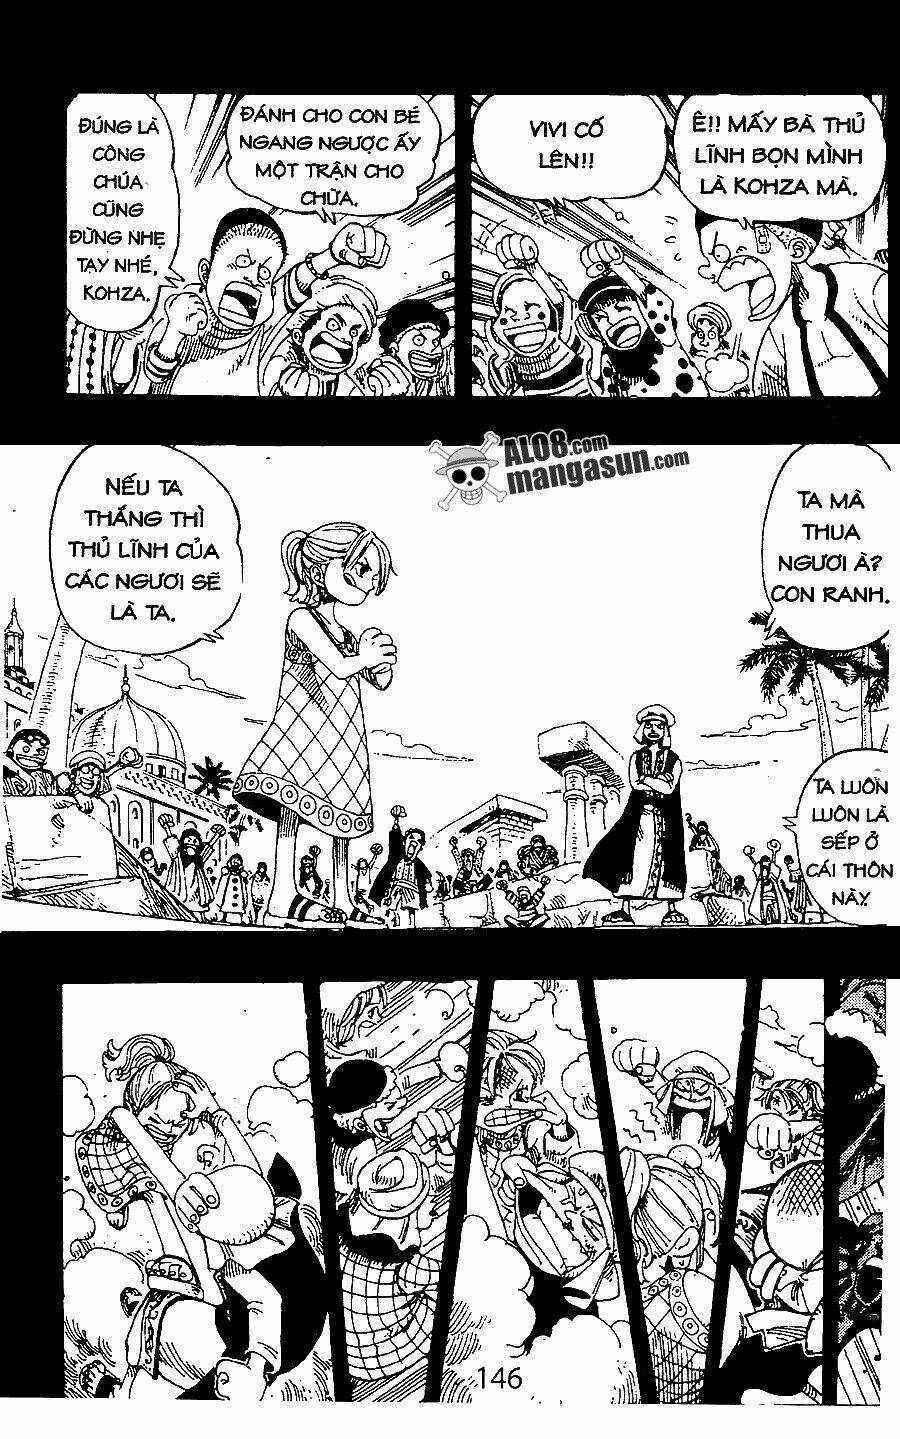 Ê!! MẤY BÀ THỦ
LĨNH BỌN MÌNH
LÀ KOHZA MÀ.
VIVI CỐ
LÊN!!
ĐÁNH CHO CON BÉ
NGANG NGƯỢC ẤY
MỘT TRẬN CHO
CHỪA.
ĐÚNG LÀ
CÔNG
CHÚA
CŨNG
ĐỪNG NHẸ
TAY NHÉ,
KOHZA.
AL08.com
mangasun.com
TA MÀ
THUA
NGƯƠI À?
CON RANH.
NẾU TA
THẮNG THÌ
THỦ LĨNH CỦA
CÁC NGƯƠI SẼ
LÀ TA.
TA LUÔN
LUÔN LÀ
SẾP Ở
CÁI THÔN
NÀY.
146